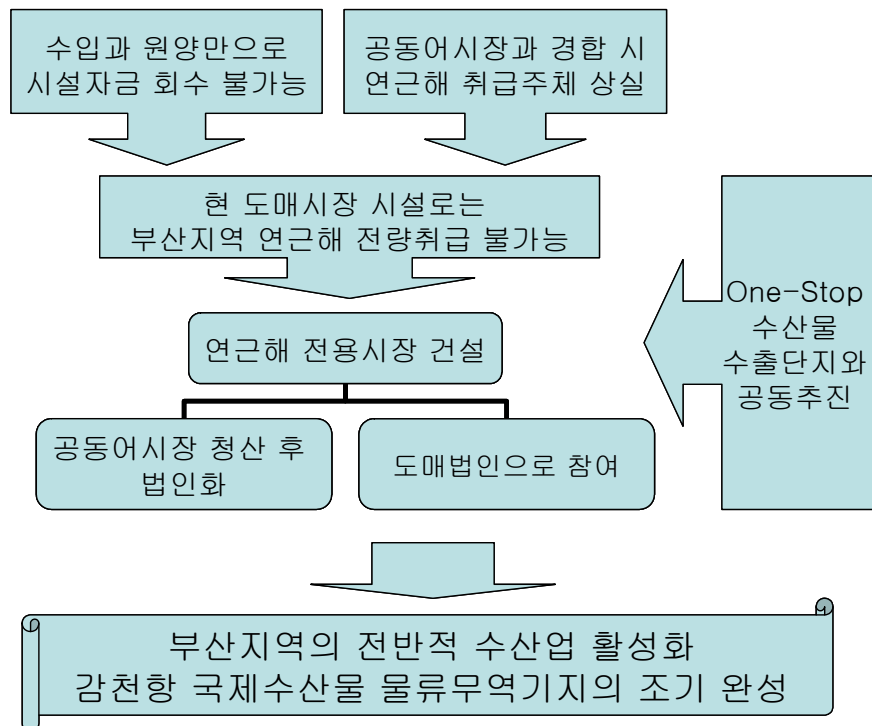 수입과 원양만으로
시설자금 회수 불가능
공동어시장과 경합 시
연근해 취급주체 상실
현 도매시장 시설로는
부산지역 연근해 전량취급 불가능
One-Stop
수산물
수출단지와
공동추진
연근해 전용시장 건설
공동어시장 청산 후
법인화
도매법인으로 참여
부산지역의 전반적 수산업 활성화
감천항 국제수산물 물류무역기지의 조기 완성